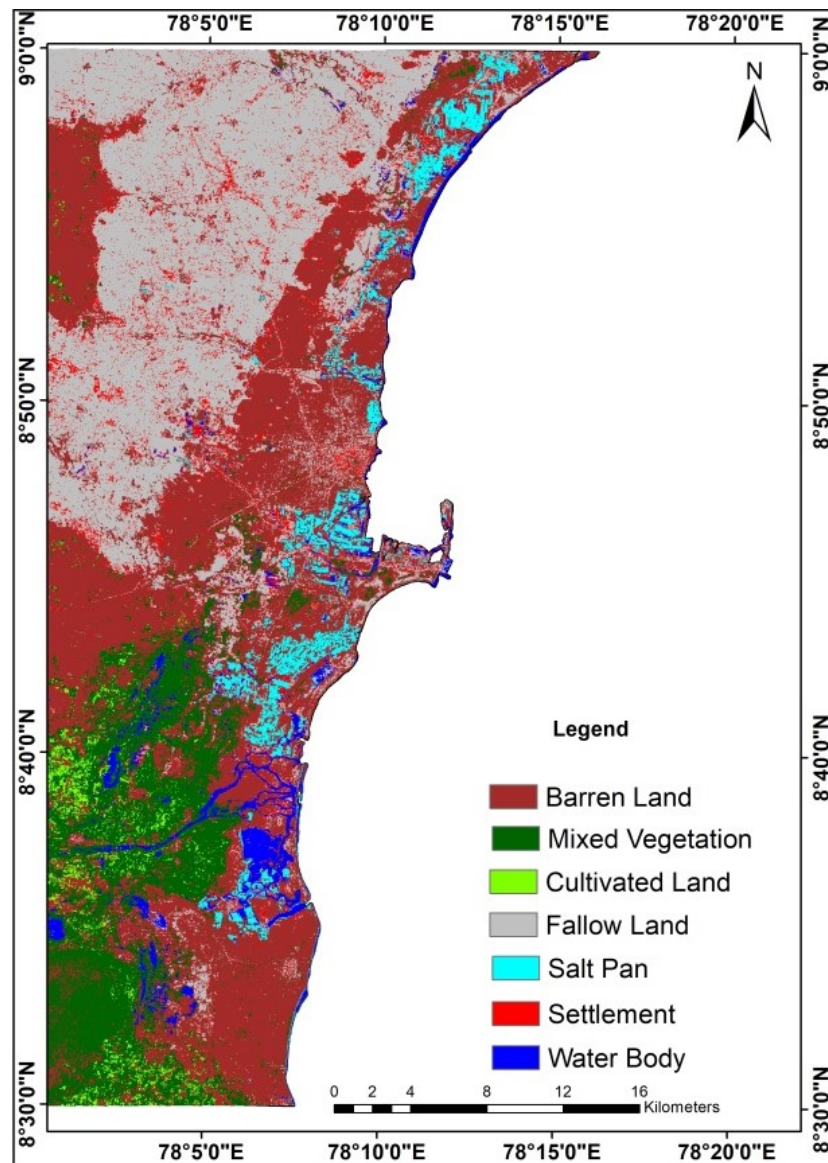 78°5'0"E 78°10'0"E 78°15'0"E 78°20'0"E
9°0'0"N 9°0'0"N
N
8°50'0"N 8°50'0"N
8°40'0"N 8°40'0"N
Legend
Barren Land
Mixed Vegetation
Cultivated Land
Fallow Land
Salt Pan
Settlement
Water Body
0 2 4 8 12 16
Kilometers
8°30'0"N 8°30'0"N
78°5'0"E 78°10'0"E 78°15'0"E 78°20'0"E